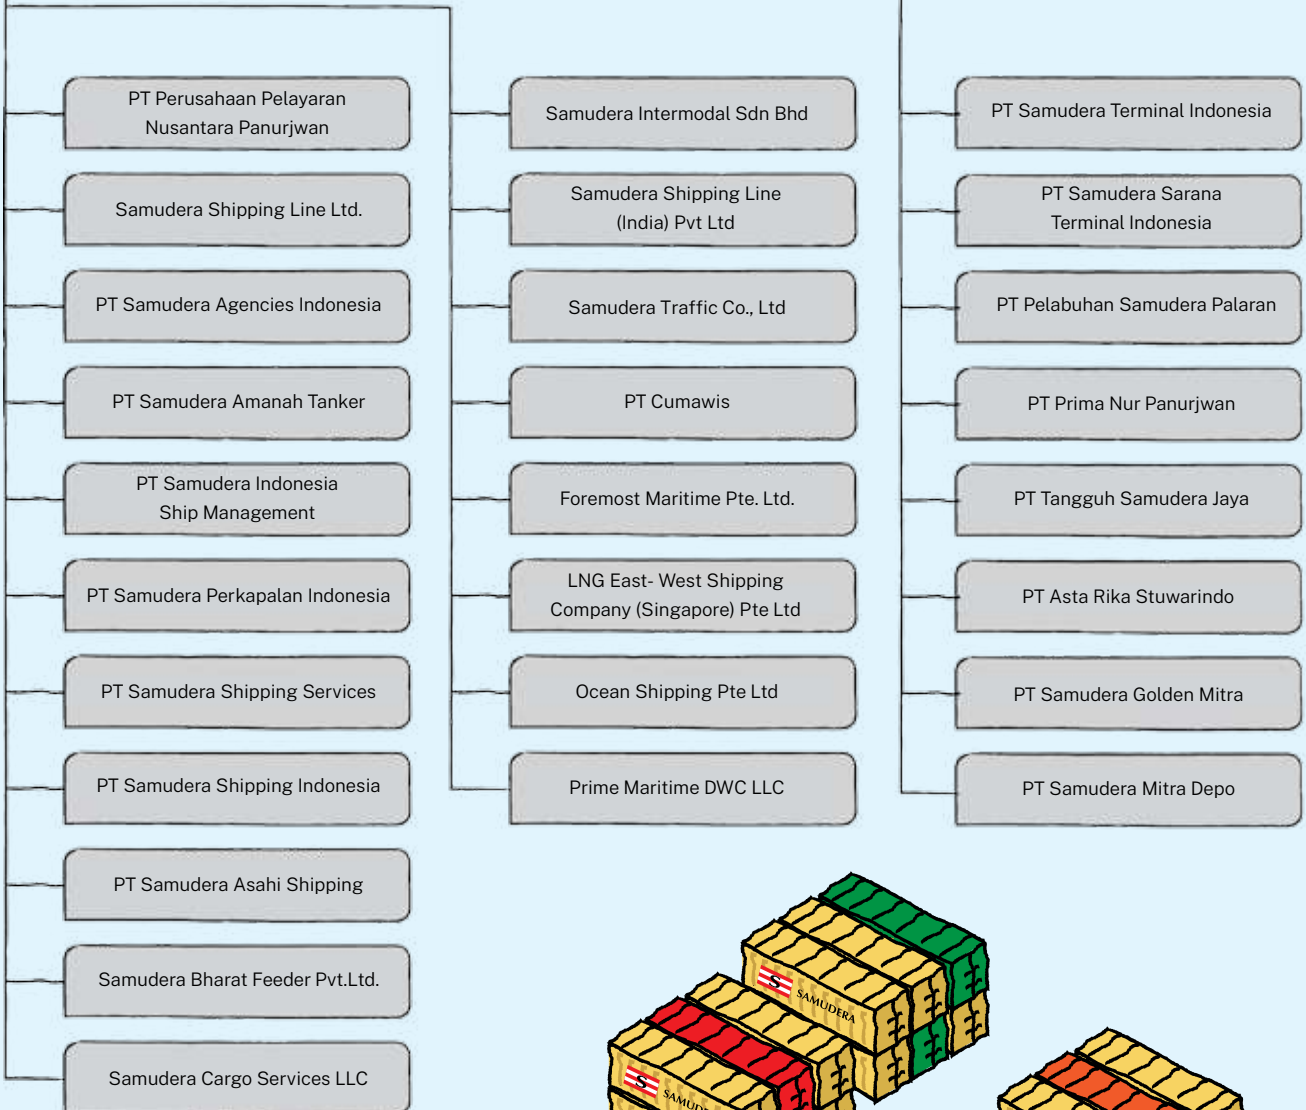 PT Perusahaan Pelayaran
Nusantara Panurjwan
Samudera Shipping Line Ltd.
PT Samudera Agencies Indonesia
PT Samudera Amanah Tanker
PT Samudera Indonesia
Ship Management
PT Samudera Perkapalan Indonesia
PT Samudera Shipping Services
PT Samudera Shipping Indonesia
PT Samudera Asahi Shipping
Samudera Bharat Feeder Pvt.Ltd.
Samudera Cargo Services LLC
Samudera Intermodal Sdn Bhd
Samudera Shipping Line
(India) Pvt Ltd
Samudera Traffic Co., Ltd
PT Cumawis
Foremost Maritime Pte. Ltd.
LNG East- West Shipping
Company (Singapore) Pte Ltd
Ocean Shipping Pte Ltd
Prime Maritime DWC LLC
PT Samudera Terminal Indonesia
PT Samudera Sarana
Terminal Indonesia
PT Pelabuhan Samudera Palaran
PT Prima Nur Panurjwan
PT Tangguh Samudera Jaya
PT Asta Rika Stuwarindo
PT Samudera Golden Mitra
PT Samudera Mitra Depo
S SAMUDERA
S